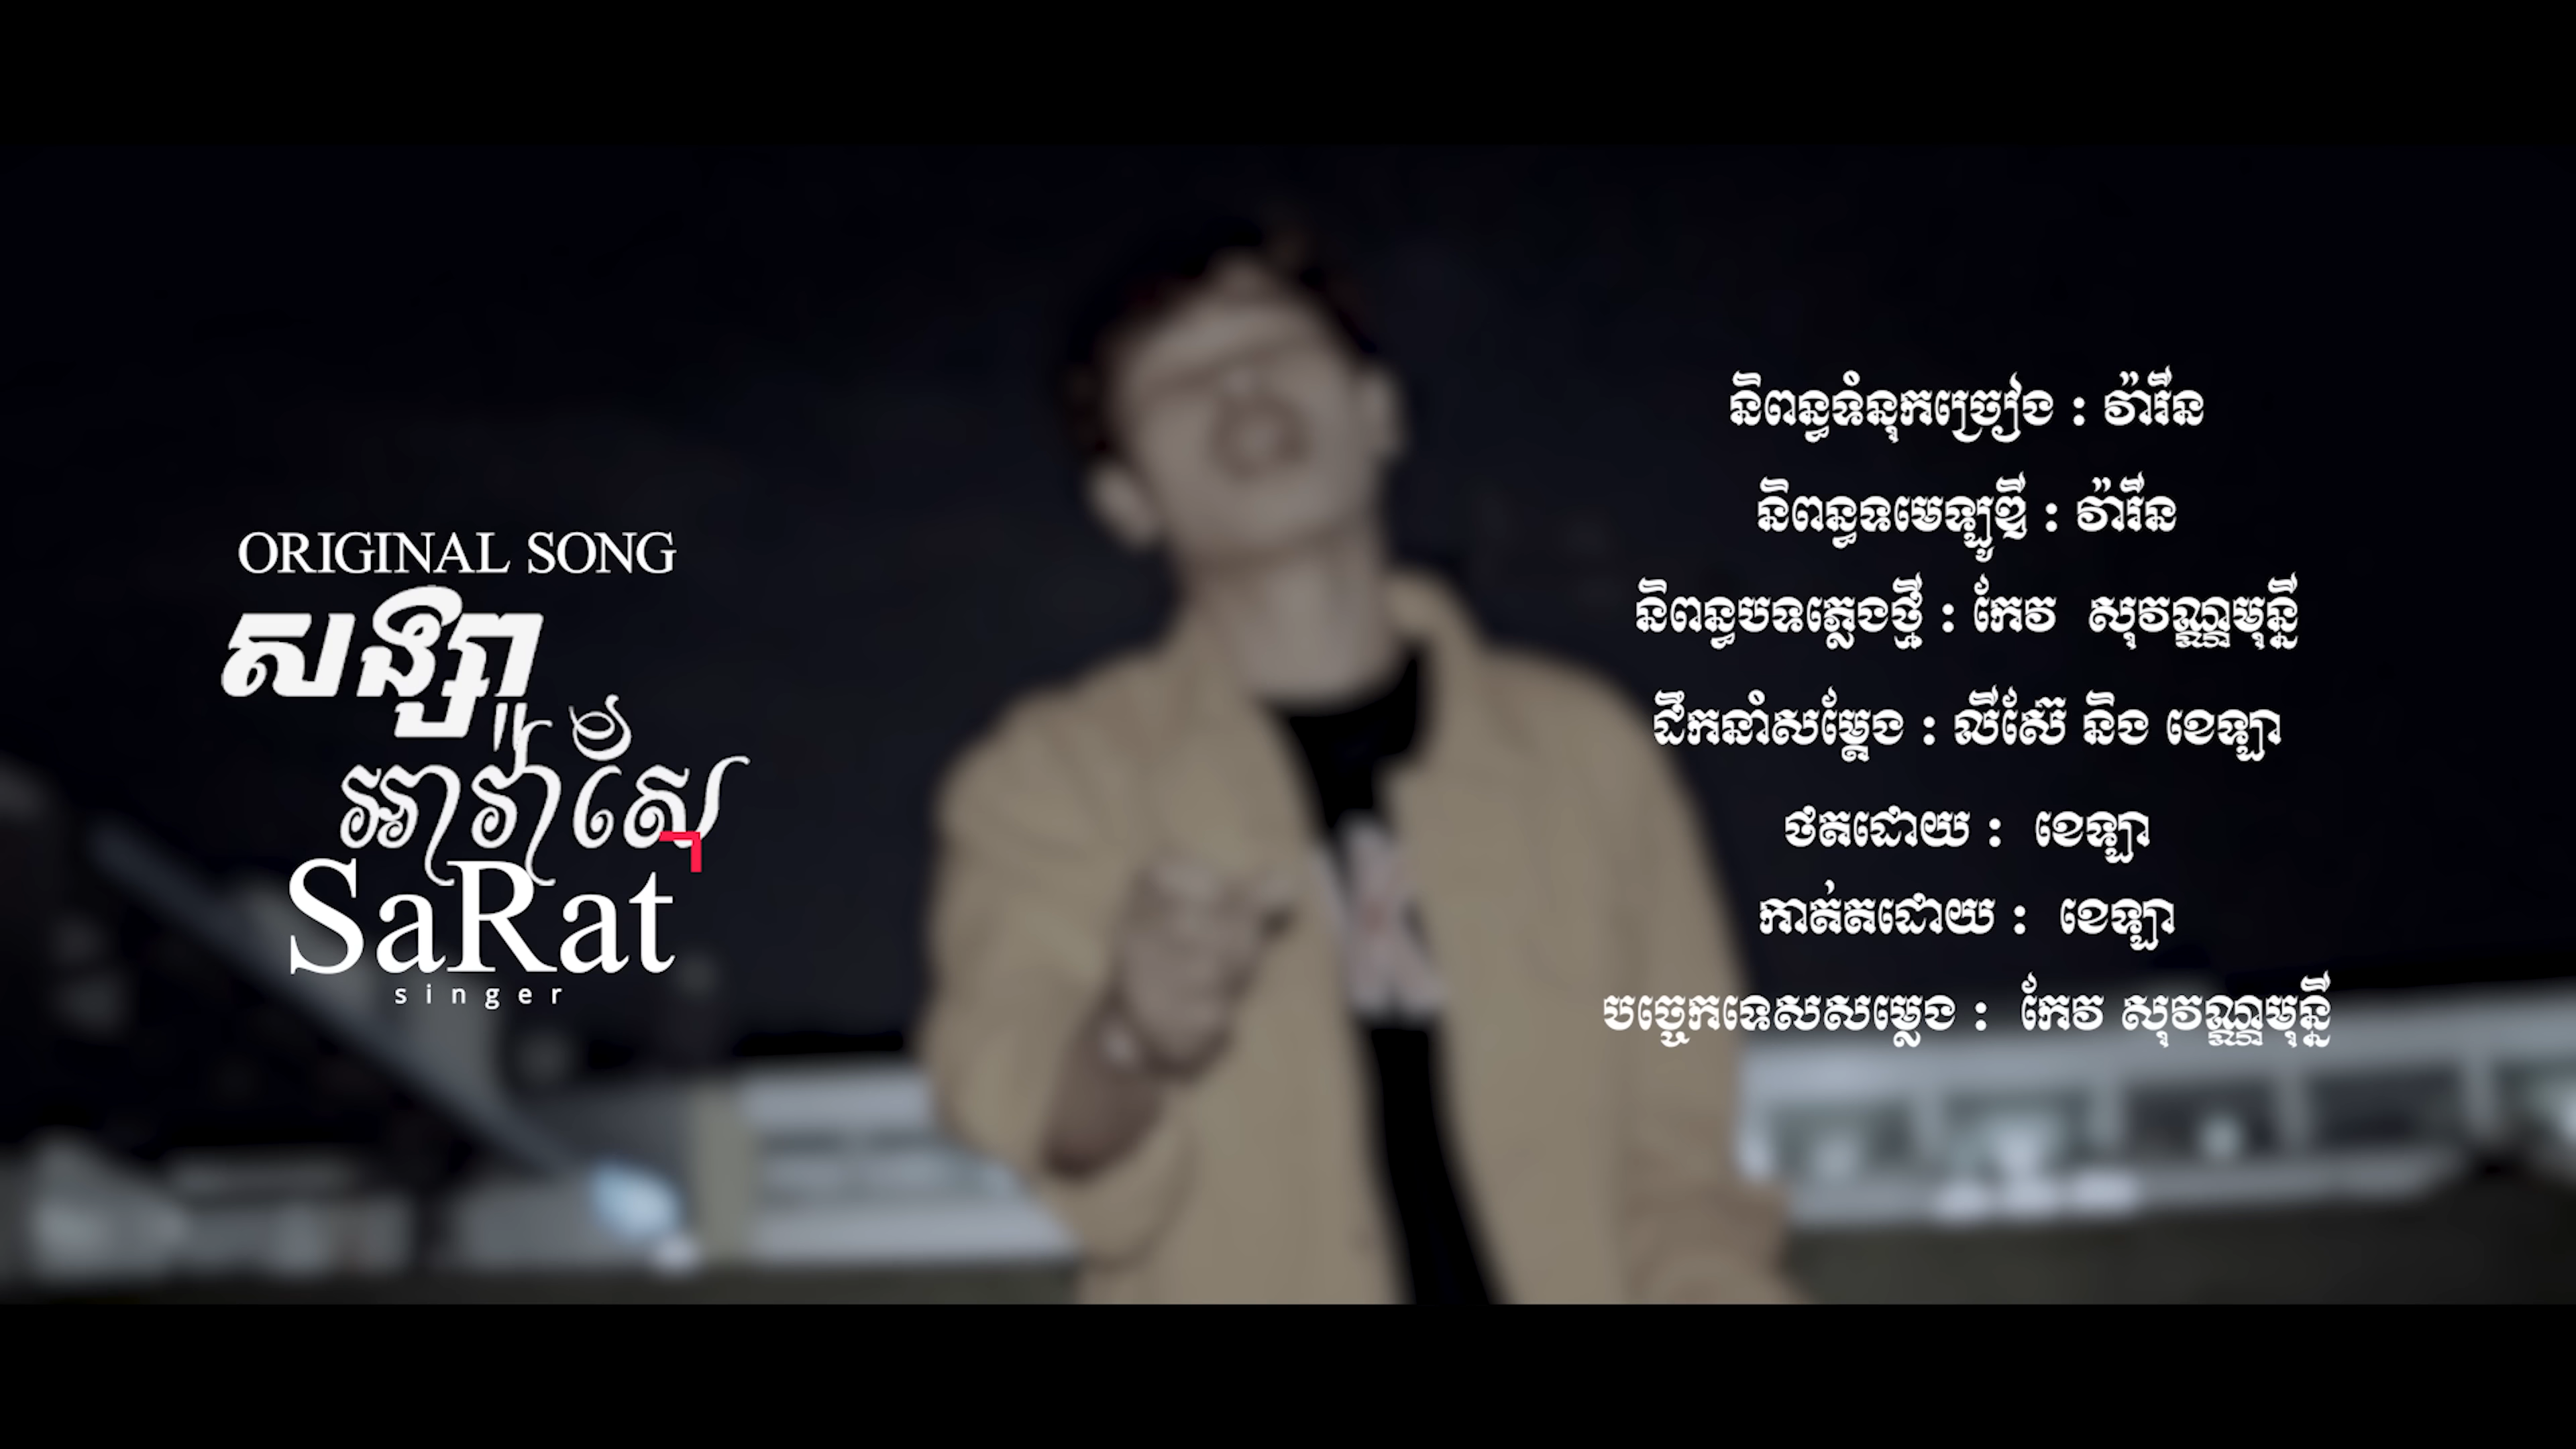 ORIGINAL SONG
សង្សា
អាវ៉ាស្មៃ
SaRat
singer
និពន្ធទំនុកច្រៀង : វ៉ារីន
និពន្ធទមេឡូឌី : វ៉ារីន
និពន្ធបទភ្លេងថ្មី : កែវ សុវណ្ណមុន្នី
ដឹកនាំសម្តែង : លីស៊ែ និង ខេឡា
ថតដោយ : ខេឡា
កាត់តដោយ : ខេឡា
បច្ចេកទេសសម្លេង : កែវ សុវណ្ណមុន្នី